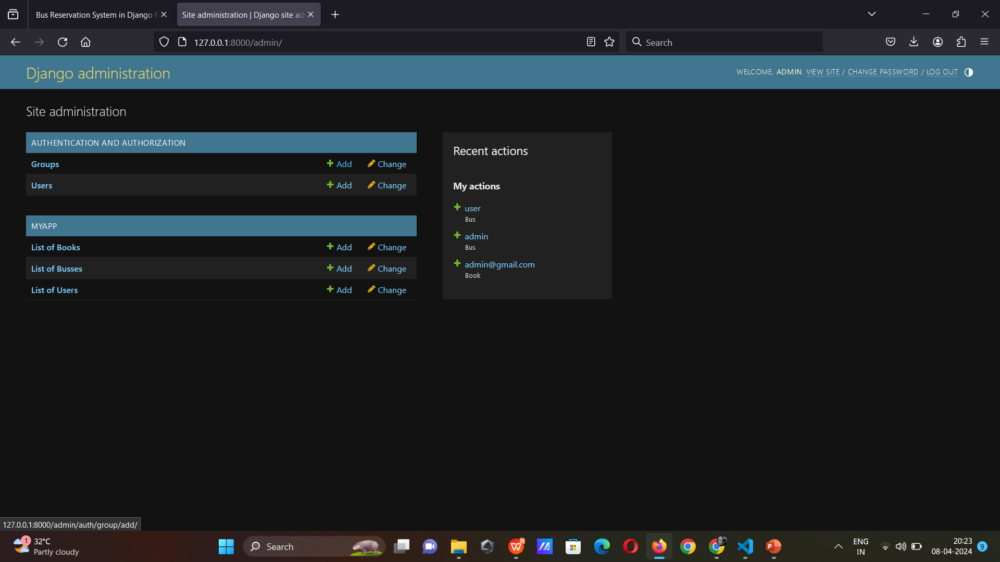 Bus Reservation System in Django F
Site administration | Django site ad
127.0.0.1:8000/admin/
Search
Django administration
WELCOME, ADMIN. VIEW SITE / CHANGE PASSWORD / LOG OUT
Site administration
AUTHENTICATION AND AUTHORIZATION
Groups Add Change
Users Add Change
MYAPP
List of Books Add Change
List of Busses Add Change
List of Users Add Change
Recent actions
My actions
user
Bus
admin
Bus
admin@gmail.com
Book
127.0.0.1:8000/admin/auth/group/add/
1
32°C
Partly cloudy
Search
ENG
IN
20:23
08-04-2024
9